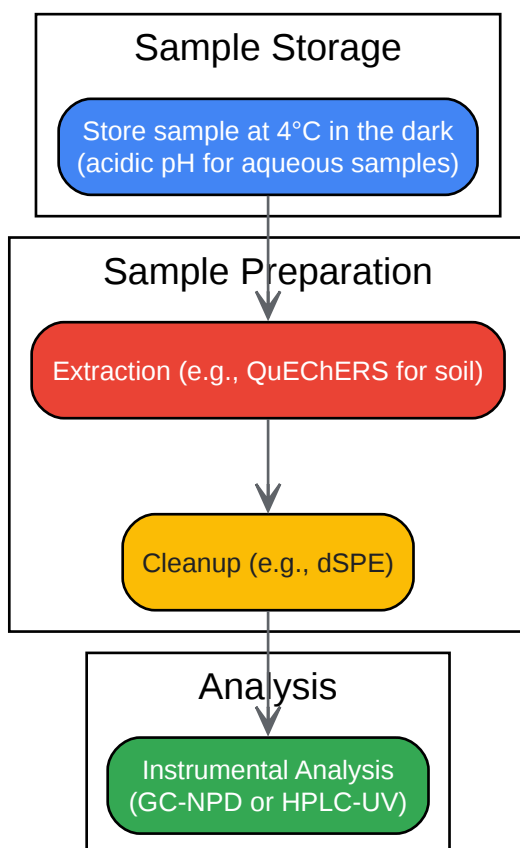 Sample Storage
Store sample at 4°C in the dark
(acidic pH for aqueous samples)
Sample Preparation
Extraction (e.g., QuEChERS for soil)
Cleanup (e.g., dSPE)
Analysis
Instrumental Analysis
(GC-NPD or HPLC-UV)